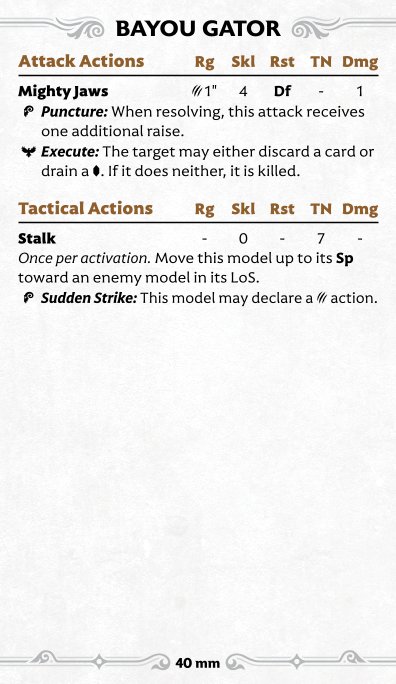 BAYOU GATOR
Attack Actions Rg Skl Rst TN Dmg
Mighty Jaws 1" 4 Df - 1
Puncture: When resolving, this attack receives
one additional raise.
Execute: The target may either discard a card or
drain a . If it does neither, it is killed.
Tactical Actions Rg Skl Rst TN Dmg
Stalk - 0 - 7 -
Once per activation. Move this model up to its Sp
toward an enemy model in its LoS.
Sudden Strike: This model may declare a action.
40 mm